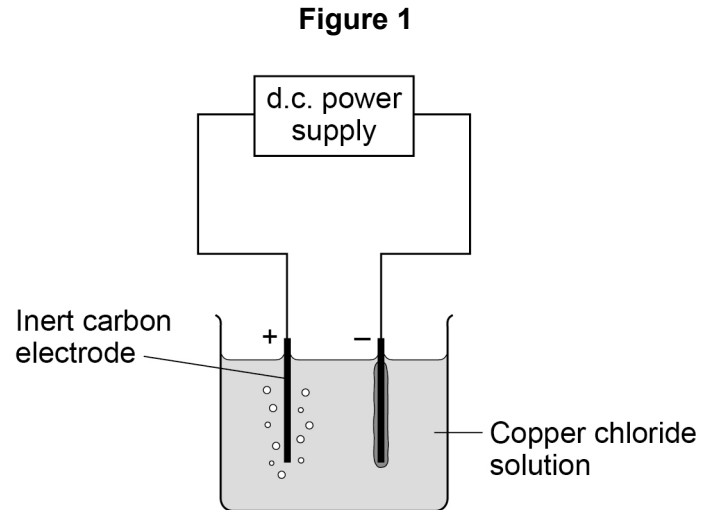 Figure 1
d.c. power
supply
Inert carbon
electrode
+
–
Copper chloride
solution